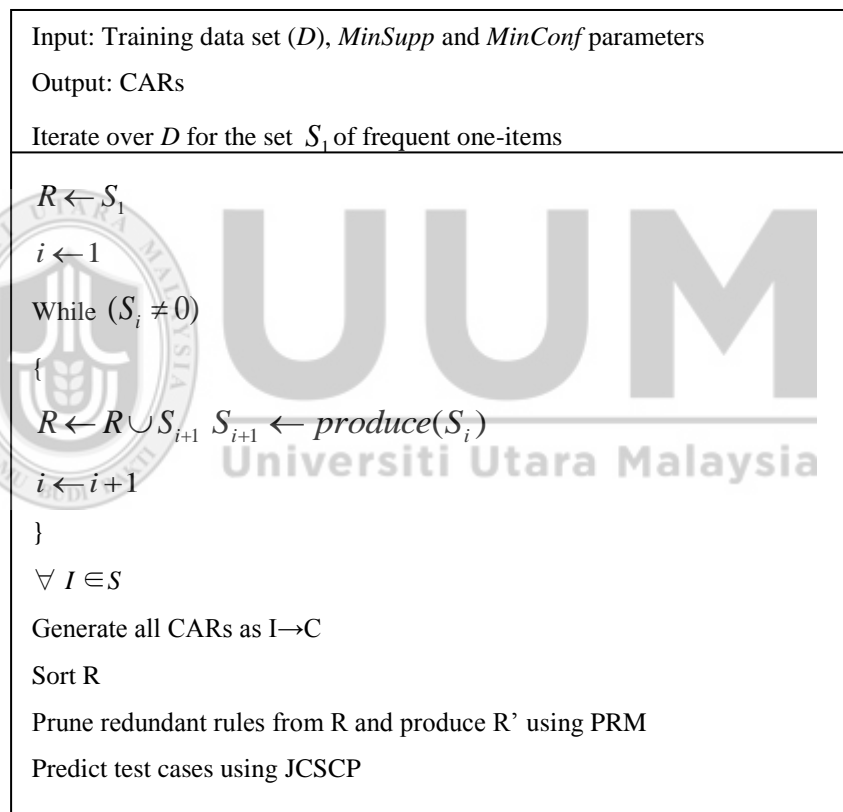 Input: Training data set (D), MinSupp and MinConf parameters
Output: CARs
Iterate over D for the set S₁ of frequent one-items
R ← S₁
i ← 1
While (Sᵢ ≠ 0)
{
R ← R ∪ Sᵢ₊₁ Sᵢ₊₁ ← produce(Sᵢ)
i ← i + 1
}
∀ I ∈ S
Generate all CARs as I→C
Sort R
Prune redundant rules from R and produce R’ using PRM
Predict test cases using JCSCP
UUM
Universiti Utara Malaysia